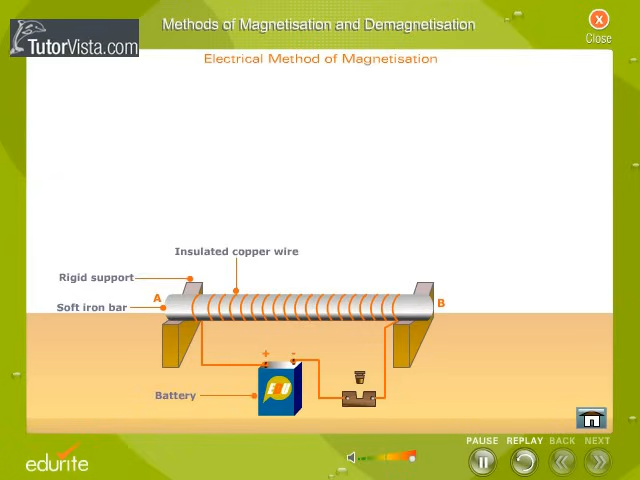 Methods of Magnetisation and Demagnetisation
X
Close
TutorVista.com
Electrical Method of Magnetisation
Insulated copper wire
Rigid support
A
B
Soft iron bar
+ -
EDU
Battery
PAUSE REPLAY BACK NEXT
edurite